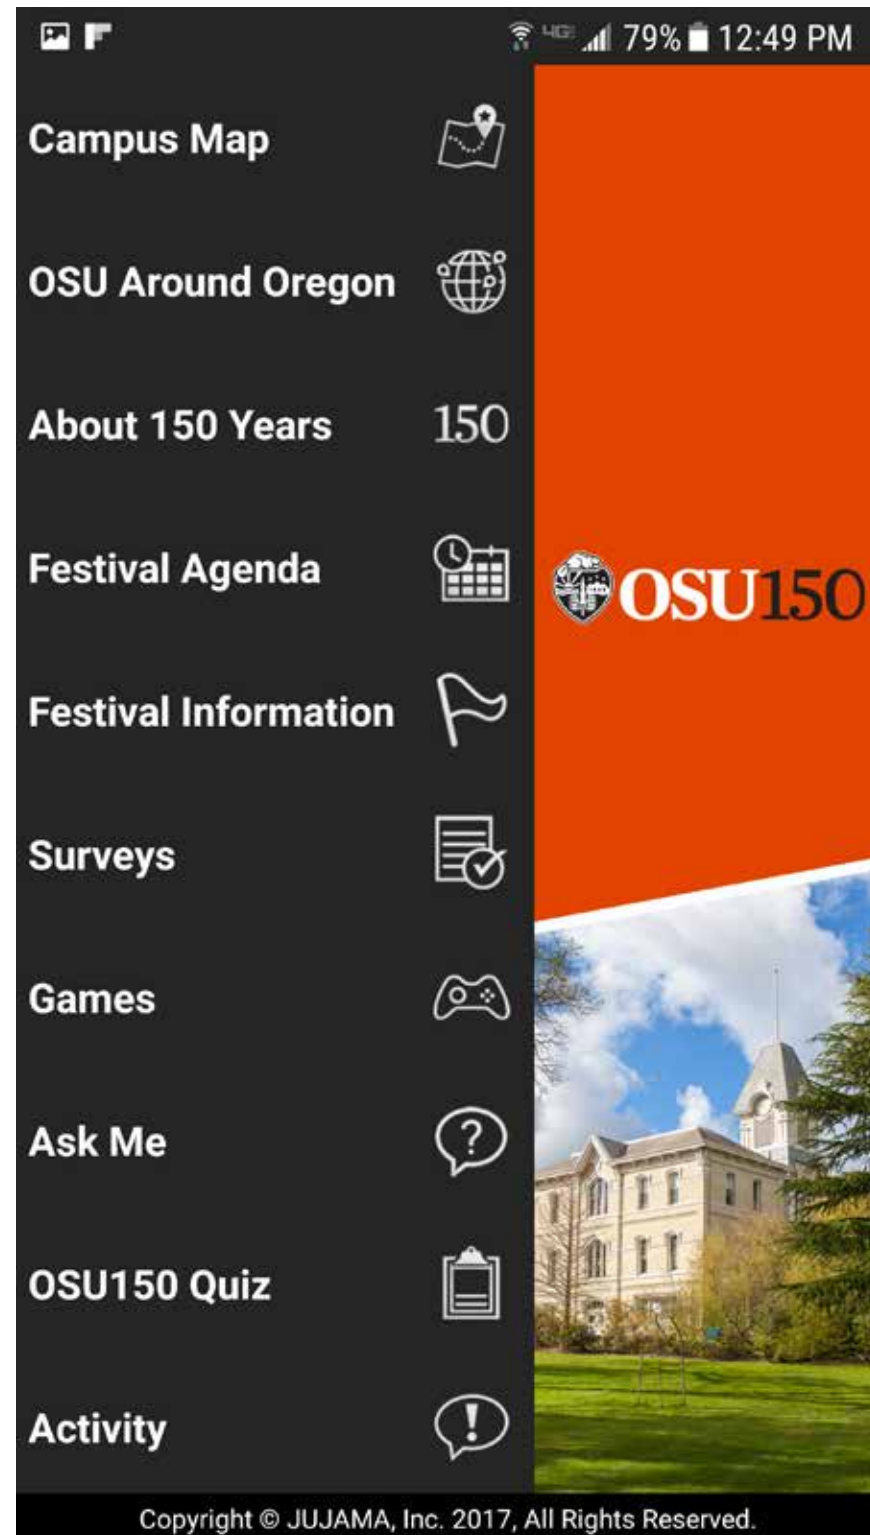 4G 79% 12:49 PM
Campus Map
OSU Around Oregon
About 150 Years 150
Festival Agenda
OSU150
Festival Information
Surveys
Games
Ask Me ?
OSU150 Quiz
Activity !
Copyright © JUJAMA, Inc. 2017, All Rights Reserved.